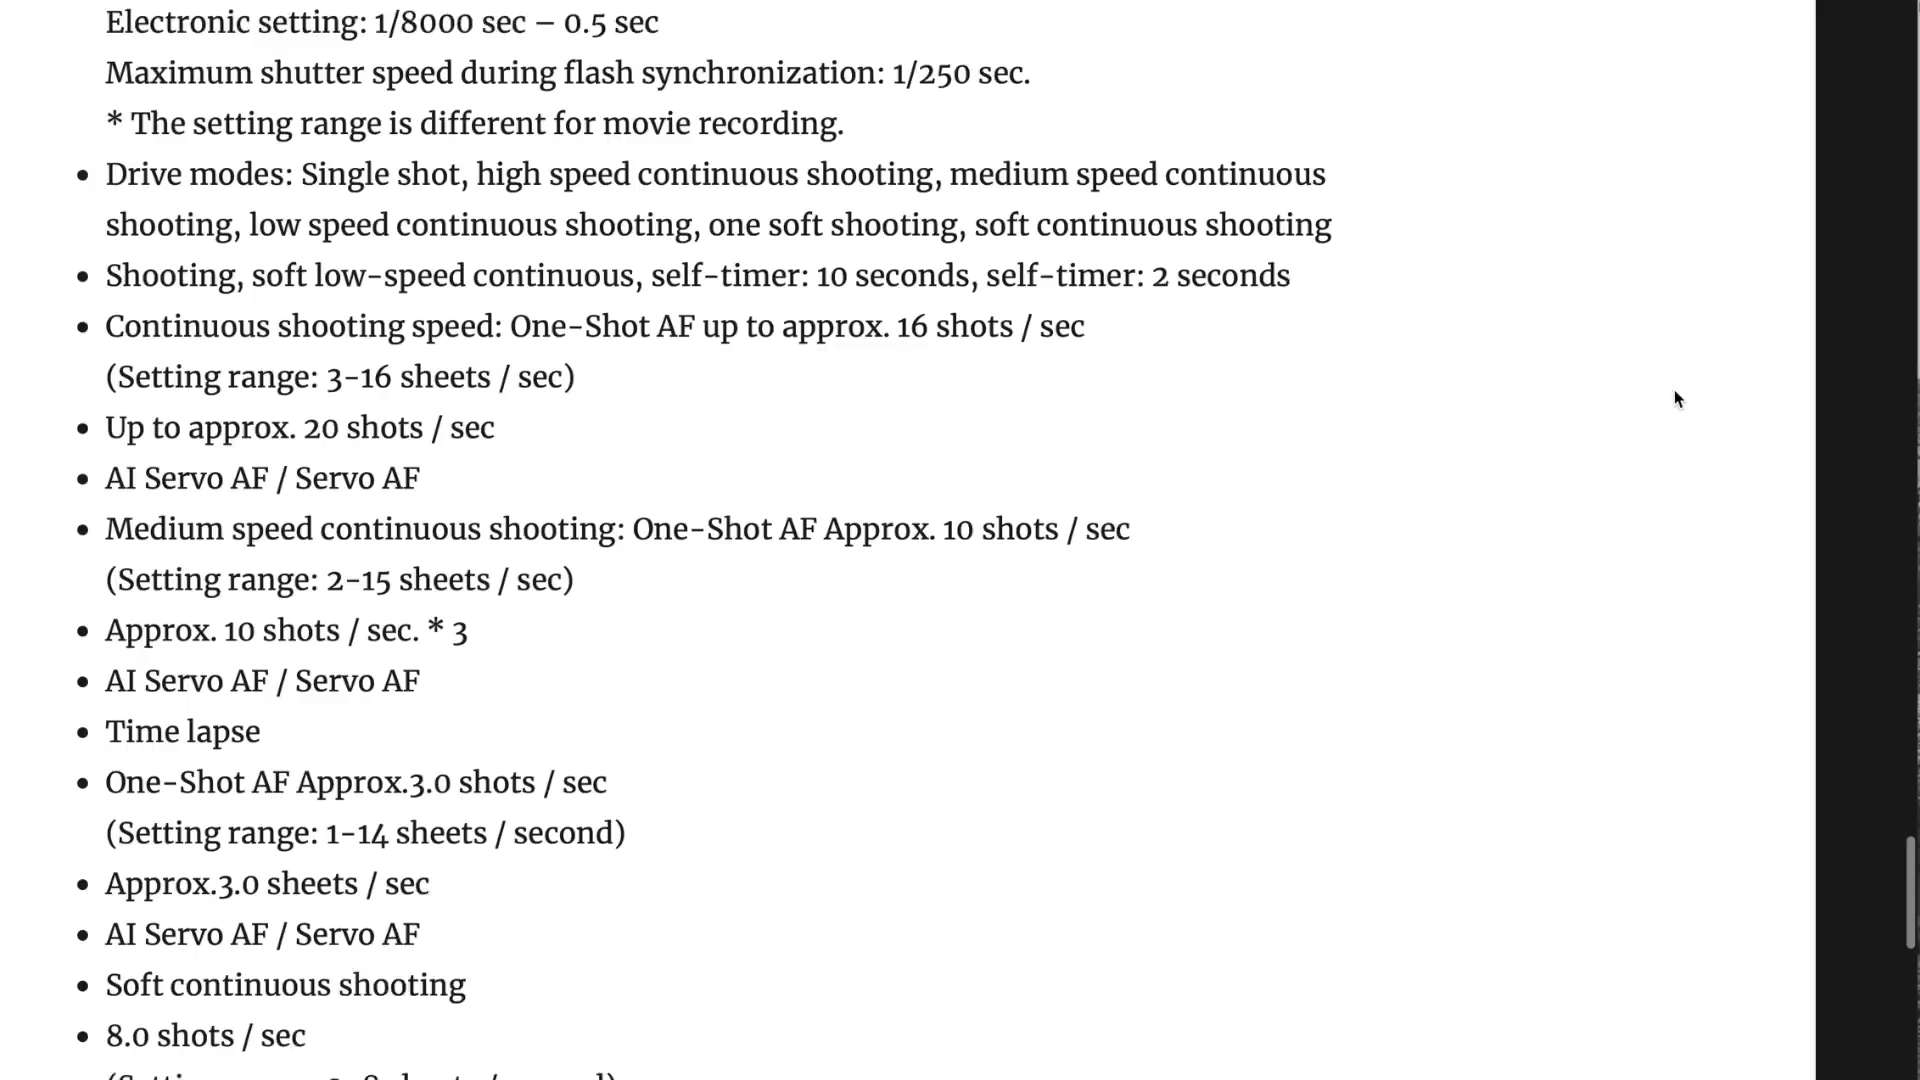 Electronic setting: 1/8000 sec – 0.5 sec
Maximum shutter speed during flash synchronization: 1/250 sec.
* The setting range is different for movie recording.
• Drive modes: Single shot, high speed continuous shooting, medium speed continuous
shooting, low speed continuous shooting, one soft shooting, soft continuous shooting
• Shooting, soft low-speed continuous, self-timer: 10 seconds, self-timer: 2 seconds
• Continuous shooting speed: One-Shot AF up to approx. 16 shots / sec
(Setting range: 3-16 sheets / sec)
• Up to approx. 20 shots / sec
• AI Servo AF / Servo AF
• Medium speed continuous shooting: One-Shot AF Approx. 10 shots / sec
(Setting range: 2-15 sheets / sec)
• Approx. 10 shots / sec. * 3
• AI Servo AF / Servo AF
• Time lapse
• One-Shot AF Approx.3.0 shots / sec
(Setting range: 1-14 sheets / second)
• Approx.3.0 sheets / sec
• AI Servo AF / Servo AF
• Soft continuous shooting
• 8.0 shots / sec